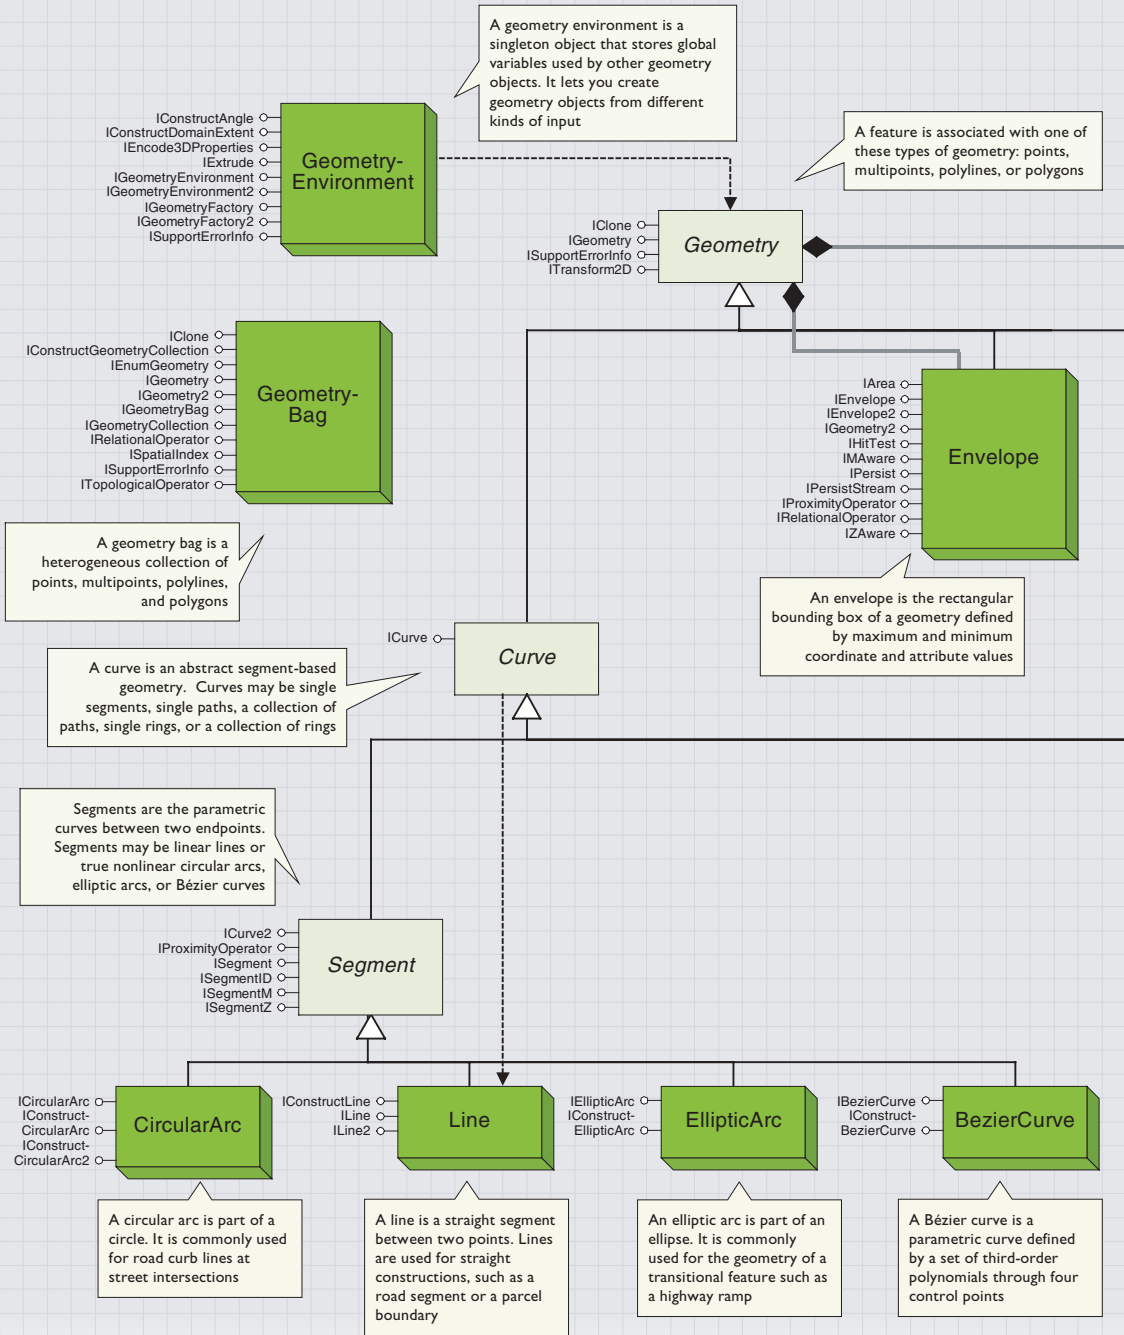 A geometry environment is a
singleton object that stores global
variables used by other geometry
objects. It lets you create
geometry objects from different
kinds of input
IConstructAngle
IConstructDomainExtent
IEncode3DProperties
IExtrude
IGeometryEnvironment
IGeometryEnvironment2
IGeometryFactory
IGeometryFactory2
ISupportErrorInfo
Geometry-
Environment
A feature is associated with one of
these types of geometry: points,
multipoints, polylines, or polygons
IClone
IGeometry
ISupportErrorInfo
ITransform2D
Geometry
IClone
IConstructGeometryCollection
IEnumGeometry
IGeometry
IGeometry2
IGeometryBag
IGeometryCollection
IRelationalOperator
ISpatialIndex
ISupportErrorInfo
ITopologicalOperator
Geometry-
Bag
IArea
IEnvelope
IEnvelope2
IGeometry2
IHitTest
IMAware
IPersist
IPersistStream
IProximityOperator
IRelationalOperator
IZAware
Envelope
A geometry bag is a
heterogeneous collection of
points, multipoints, polylines,
and polygons
An envelope is the rectangular
bounding box of a geometry defined
by maximum and minimum
coordinate and attribute values
ICurve
Curve
A curve is an abstract segment-based
geometry. Curves may be single
segments, single paths, a collection of
paths, single rings, or a collection of rings
Segments are the parametric
curves between two endpoints.
Segments may be linear lines or
true nonlinear circular arcs,
elliptic arcs, or Bézier curves
ICurve2
IProximityOperator
ISegment
ISegmentID
ISegmentM
ISegmentZ
Segment
ICircularArc
IConstruct-
CircularArc
IConstruct-
CircularArc2
CircularArc
IConstructLine
ILine
ILine2
Line
IEllipticArc
IConstruct-
EllipticArc
EllipticArc
IBezierCurve
IConstruct-
BezierCurve
BezierCurve
A circular arc is part of a
circle. It is commonly used
for road curb lines at
street intersections
A line is a straight segment
between two points. Lines
are used for straight
constructions, such as a
road segment or a parcel
boundary
An elliptic arc is part of an
ellipse. It is commonly
used for the geometry of a
transitional feature such as
a highway ramp
A Bézier curve is a
parametric curve defined
by a set of third-order
polynomials through four
control points